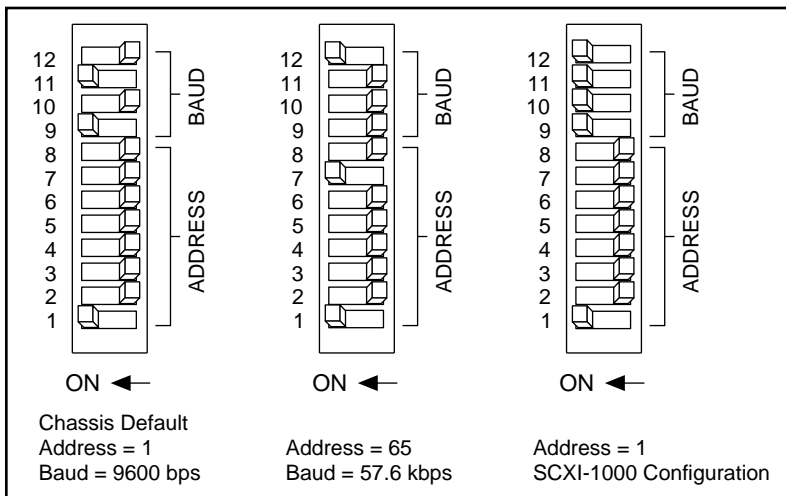 12
11
10
9
8
7
6
5
4
3
2
1
BAUD
ADDRESS
ON
Chassis Default
Address = 1
Baud = 9600 bps
12
11
10
9
8
7
6
5
4
3
2
1
BAUD
ADDRESS
ON
Address = 65
Baud = 57.6 kbps
12
11
10
9
8
7
6
5
4
3
2
1
BAUD
ADDRESS
ON
Address = 1
SCXI-1000 Configuration